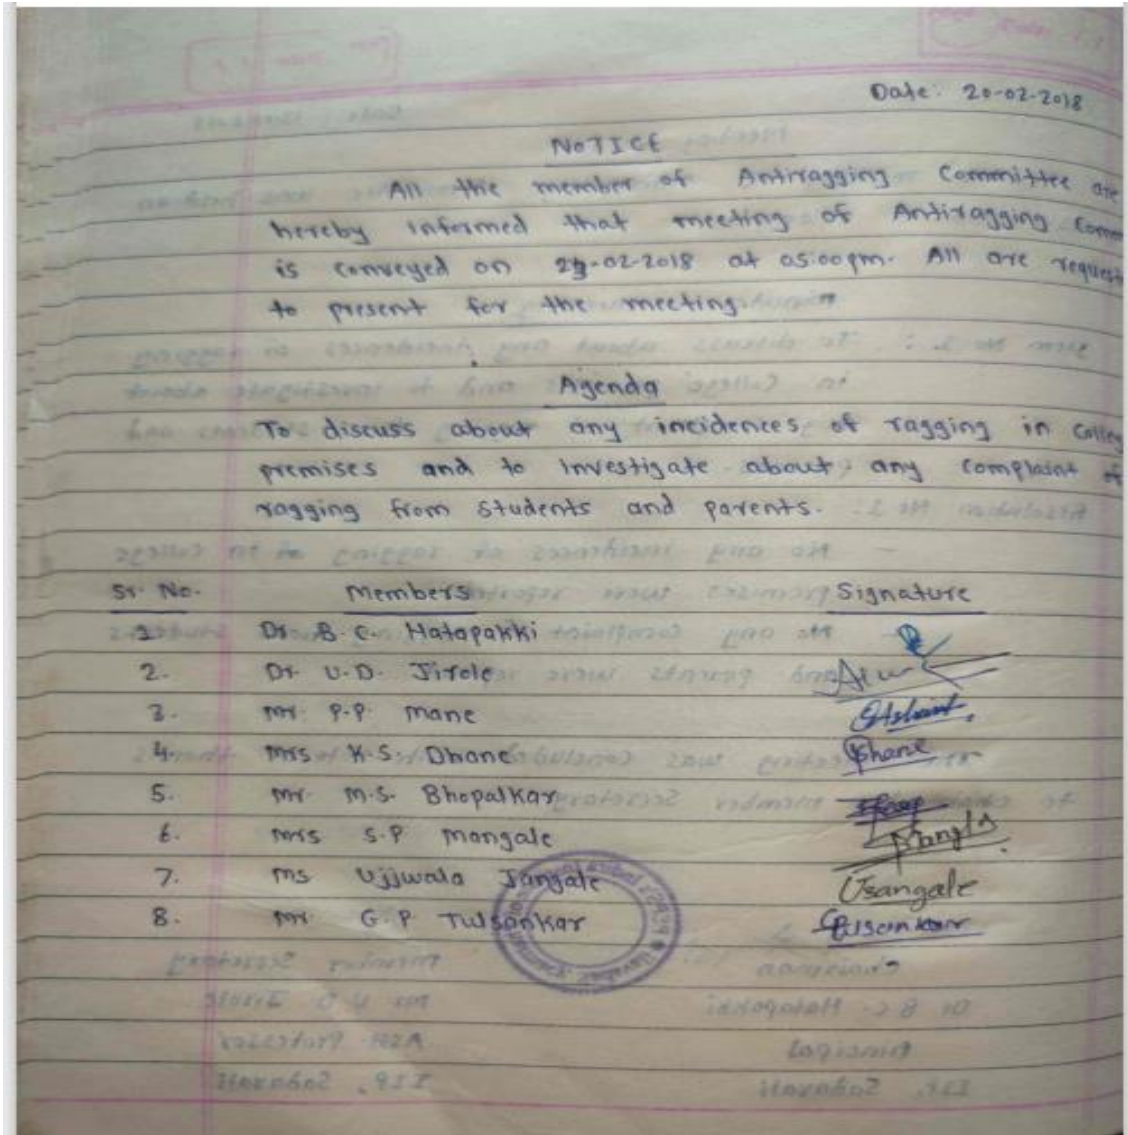 Date: 20-02-2018
NOTICE
All the member of Antiragging Committee are
hereby informed that meeting of Antiragging Comm
is conveyed on -02-2018 at 05:00pm. All are request
to present for the meeting.
Agenda
To discuss about any incidences of ragging in Colleg
premises and to investigate about any complaint of
ragging from students and parents.
Sr. No. Members Signature
1 Dr. B. C. Hatapakki
2. Dr. U.D. Jirole
3. Mr. P.P. Mane
4. Mrs K.S. Dhane Dhane
5. Mr. M.S. Bhopalkar
6. Mrs S.P Mangale
7. Ms Ujjwala Sangale Usangale
8. Mr. G.P Tulsankar